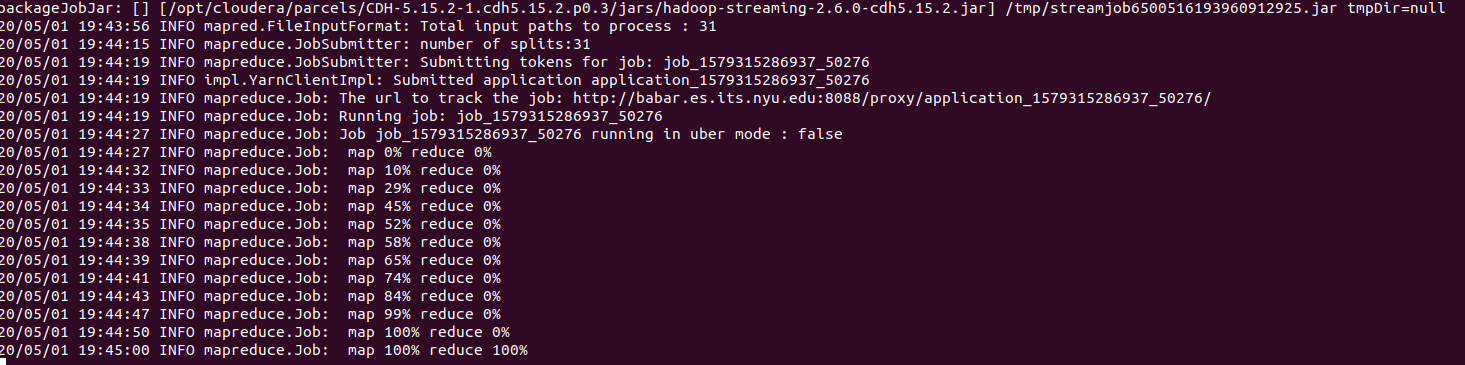 packageJobJar: [] [/opt/cloudera/parcels/CDH-5.15.2-1.cdh5.15.2.p0.3/jars/hadoop-streaming-2.6.0-cdh5.15.2.jar] /tmp/streamjob6500516193960912925.jar tmpDir=null
20/05/01 19:43:56 INFO mapred.FileInputFormat: Total input paths to process : 31
20/05/01 19:44:15 INFO mapreduce.JobSubmitter: number of splits:31
20/05/01 19:44:19 INFO mapreduce.JobSubmitter: Submitting tokens for job: job_1579315286937_50276
20/05/01 19:44:19 INFO impl.YarnClientImpl: Submitted application application_1579315286937_50276
20/05/01 19:44:19 INFO mapreduce.Job: The url to track the job: http://babar.es.its.nyu.edu:8088/proxy/application_1579315286937_50276/
20/05/01 19:44:19 INFO mapreduce.Job: Running job: job_1579315286937_50276
20/05/01 19:44:27 INFO mapreduce.Job: Job job_1579315286937_50276 running in uber mode : false
20/05/01 19:44:27 INFO mapreduce.Job:  map 0% reduce 0%
20/05/01 19:44:32 INFO mapreduce.Job:  map 10% reduce 0%
20/05/01 19:44:33 INFO mapreduce.Job:  map 29% reduce 0%
20/05/01 19:44:34 INFO mapreduce.Job:  map 45% reduce 0%
20/05/01 19:44:35 INFO mapreduce.Job:  map 52% reduce 0%
20/05/01 19:44:38 INFO mapreduce.Job:  map 58% reduce 0%
20/05/01 19:44:39 INFO mapreduce.Job:  map 65% reduce 0%
20/05/01 19:44:41 INFO mapreduce.Job:  map 74% reduce 0%
20/05/01 19:44:43 INFO mapreduce.Job:  map 84% reduce 0%
20/05/01 19:44:47 INFO mapreduce.Job:  map 99% reduce 0%
20/05/01 19:44:50 INFO mapreduce.Job:  map 100% reduce 0%
20/05/01 19:45:00 INFO mapreduce.Job:  map 100% reduce 100%